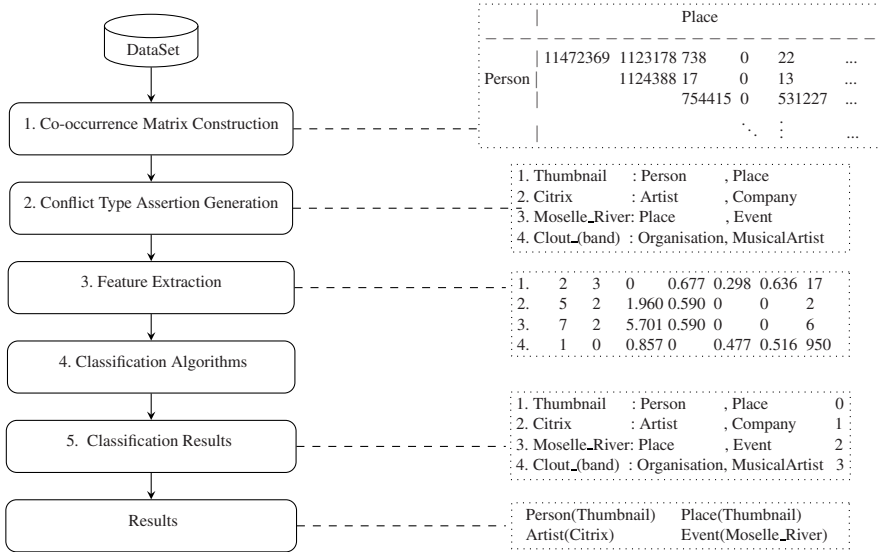 DataSet
1. Co-occurrence Matrix Construction
2. Conflict Type Assertion Generation
3. Feature Extraction
4. Classification Algorithms
5. Classification Results
Results
| Place
| 11472369 1123178 738 0 22 ...
Person | 1124388 17 0 13 ...
| 754415 0 531227 ...
| ⋱ ⋮ ...
1. Thumbnail : Person , Place
2. Citrix : Artist , Company
3. Moselle_River: Place , Event
4. Clout_(band) : Organisation, MusicalArtist
1. 2 3 0 0.677 0.298 0.636 17
2. 5 2 1.960 0.590 0 0 2
3. 7 2 5.701 0.590 0 0 6
4. 1 0 0.857 0 0.477 0.516 950
1. Thumbnail : Person , Place 0
2. Citrix : Artist , Company 1
3. Moselle_River: Place , Event 2
4. Clout_(band) : Organisation, MusicalArtist 3
Person(Thumbnail) Place(Thumbnail)
Artist(Citrix) Event(Moselle_River)